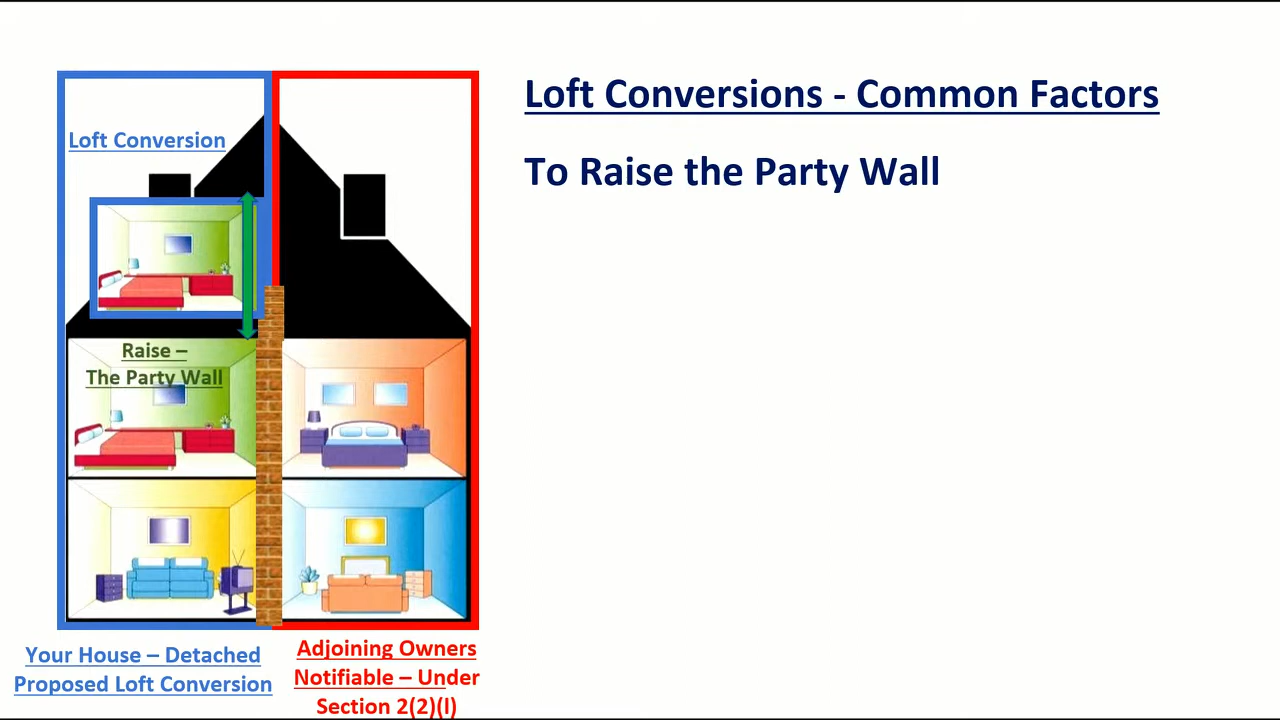 Loft Conversions - Common Factors
To Raise the Party Wall
Loft Conversion
Raise –
The Party Wall
Your House – Detached
Proposed Loft Conversion
Adjoining Owners
Notifiable – Under
Section 2(2)(l)